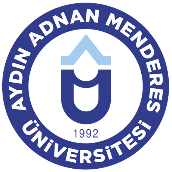 AYDIN ADNAN MENDERES
1992
ÜNİVERSİTESİ